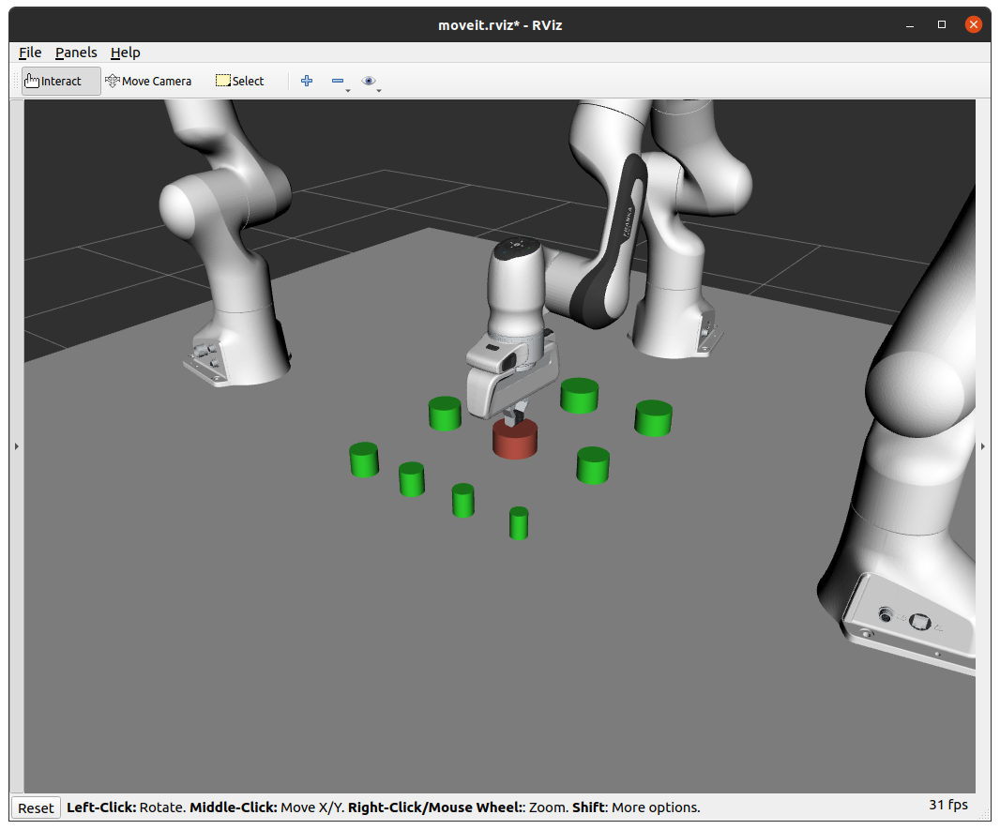 moveit.rviz* - RViz
File Panels Help
Interact Move Camera Select
FRANKA
Reset Left-Click: Rotate. Middle-Click: Move X/Y. Right-Click/Mouse Wheel:: Zoom. Shift: More options. 31 fps